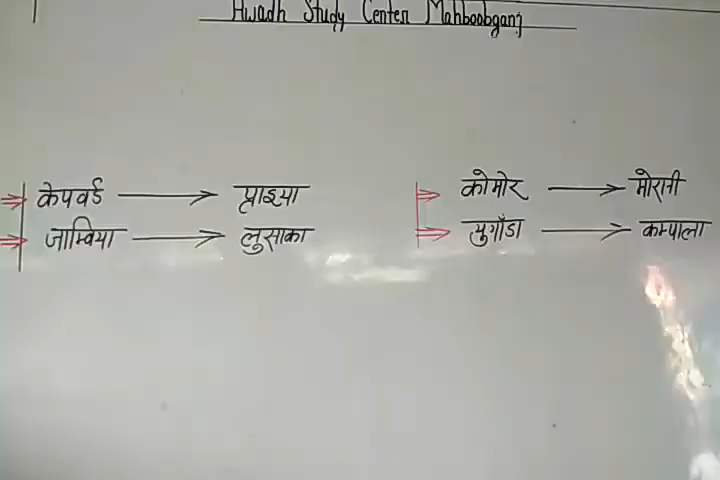 Awadh Study Center Mahboobganj
केपवर्ड → प्राइया
जाम्बिया → लुसाका
कोमोर → मोरोनी
युगाँडा → कम्पाला